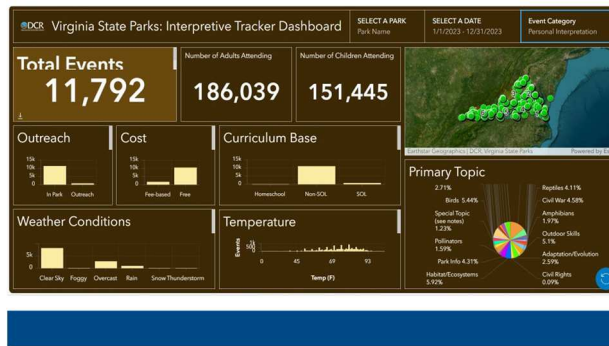 DCR Virginia State Parks: Interpretive Tracker Dashboard
SELECT A PARK
Park Name
SELECT A DATE
1/1/2023 - 12/31/2023
Event Category
Personal Interpretation
Total Events
11,792
Number of Adults Attending
186,039
Number of Children Attending
151,445
Earthstar Geographics | DCR, Virginia State Parks
Powered by Es
Outreach
15k
10k
5k
0
In Park Outreach
Cost
15k
10k
5k
0
Fee-based Free
Curriculum Base
15k
10k
5k
0
Homeschool Non-SOL SOL
Primary Topic
2.71%
Birds 5.44%
Special Topic
(see notes)
1.23%
Pollinators
1.59%
Park Info 4.31%
Habitat/Ecosystems
5.92%
Reptiles 4.11%
Civil War 4.58%
Amphibians
1.97%
Outdoor Skills
5.1%
Adaptation/Evolution
2.59%
Civil Rights
0.09%
Weather Conditions
5k
0
Clear Sky Foggy Overcast Rain Snow Thunderstorm
Temperature
Events
0 45 69 93
Temp (F)